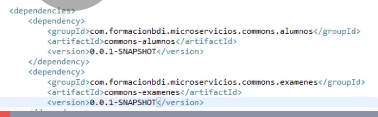 <dependencies>
<dependency>
<groupId>com.formacionbdi.microservicios.commons.alumnos</groupId>
<artifactId>commons-alumnos</artifactId>
<version>0.0.1-SNAPSHOT</version>
</dependency>
<dependency>
<groupId>com.formacionbdi.microservicios.commons.examenes</groupId>
<artifactId>commons-examenes</artifactId>
<version>0.0.1-SNAPSHOT</version>